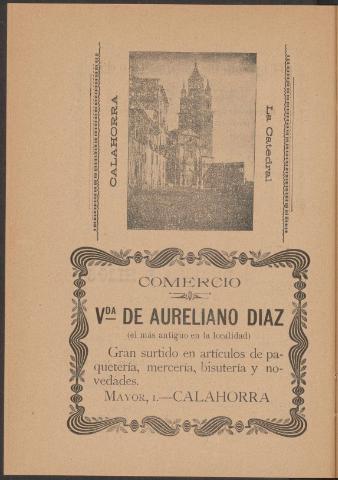 CALAHORRA
La Catedral
COMERCIO
Vda DE AURELIANO DIAZ
(el más antiguo en la localidad)
Gran surtido en artículos de pa-
quetería, mercería, bisutería y no-
vedades.
MAYOR, 1.—CALAHORRA